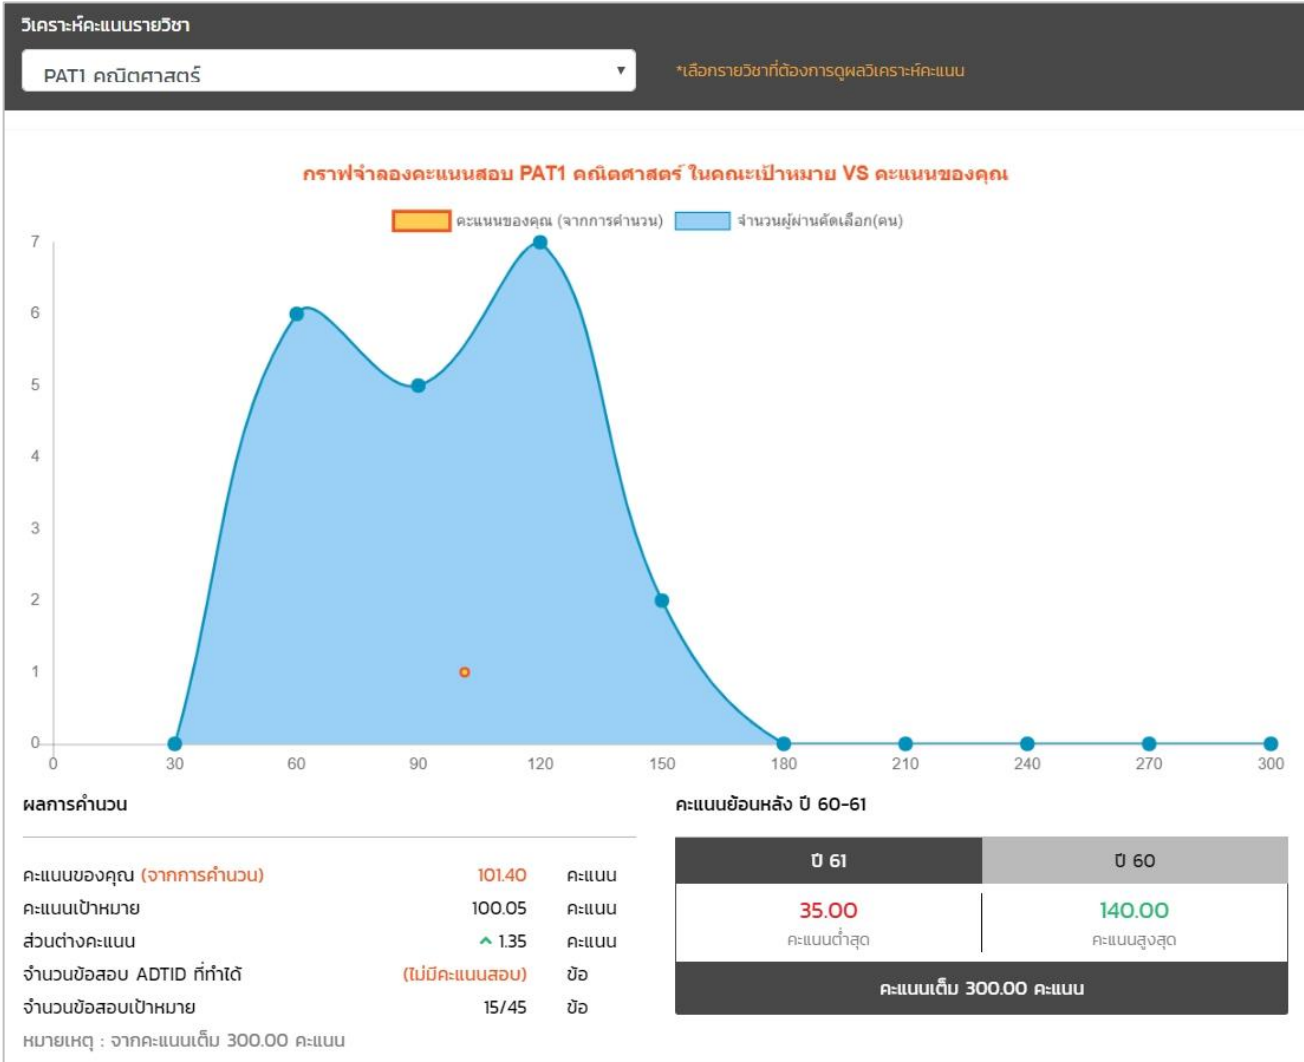 วิเคราะห์คะแนนรายวิชา
PAT1 คณิตศาสตร์ *เลือกรายวิชาที่ต้องการดูผลวิเคราะห์คะแนน
กราฟจำลองคะแนนสอบ PAT1 คณิตศาสตร์ ในคณะเป้าหมาย VS คะแนนของคุณ
คะแนนของคุณ (จากการคำนวน) จำนวนผู้ผ่านคัดเลือก(คน)
7
6
5
4
3
2
1
0
0 30 60 90 120 150 180 210 240 270 300
ผลการคำนวน
คะแนนของคุณ (จากการคำนวน) 101.40 คะแนน
คะแนนเป้าหมาย 100.05 คะแนน
ส่วนต่างคะแนน 1.35 คะแนน
จำนวนข้อสอบ ADTID ที่ทำได้ (ไม่มีคะแนนสอบ) ข้อ
จำนวนข้อสอบเป้าหมาย 15/45 ข้อ
หมายเหตุ : จากคะแนนเต็ม 300.00 คะแนน
คะแนนย้อนหลัง ปี 60-61
ปี 61 ปี 60
35.00 140.00
คะแนนต่ำสุด คะแนนสูงสุด
คะแนนเต็ม 300.00 คะแนน